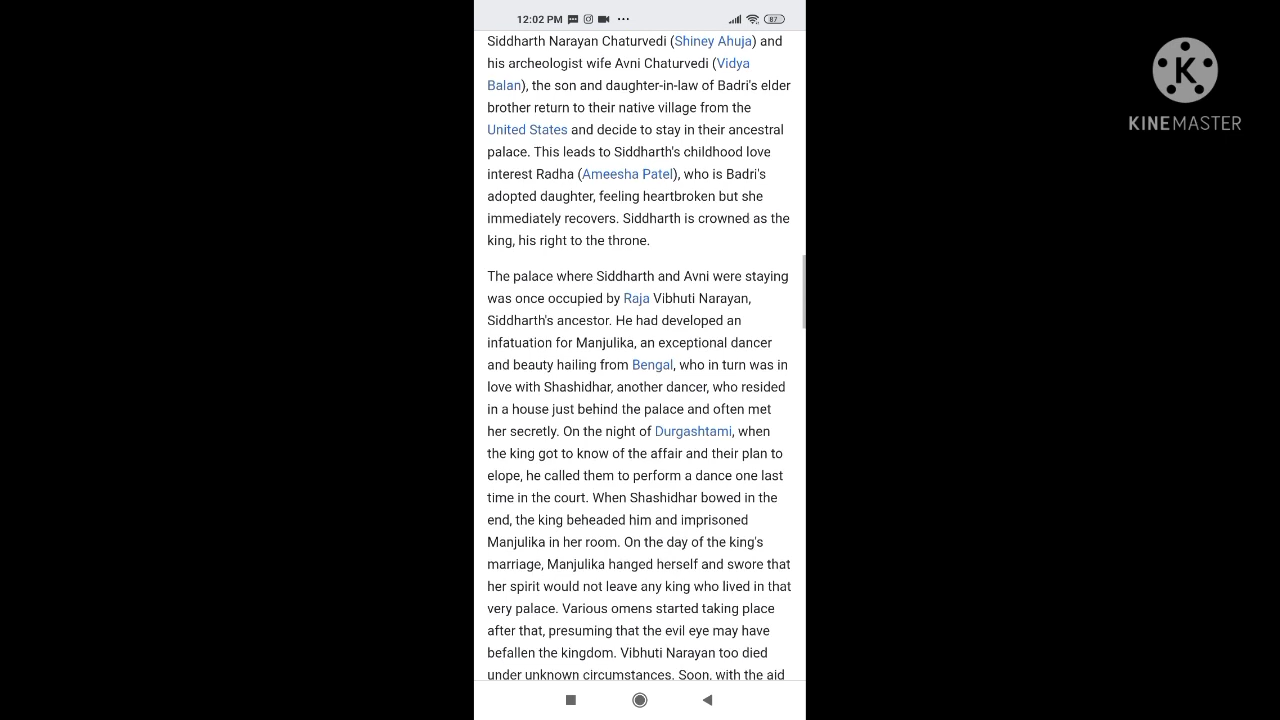 12:02 PM
87
Siddharth Narayan Chaturvedi (Shiney Ahuja) and
his archeologist wife Avni Chaturvedi (Vidya
Balan), the son and daughter-in-law of Badri's elder
brother return to their native village from the
United States and decide to stay in their ancestral
palace. This leads to Siddharth's childhood love
interest Radha (Ameesha Patel), who is Badri's
adopted daughter, feeling heartbroken but she
immediately recovers. Siddharth is crowned as the
king, his right to the throne.
The palace where Siddharth and Avni were staying
was once occupied by Raja Vibhuti Narayan,
Siddharth's ancestor. He had developed an
infatuation for Manjulika, an exceptional dancer
and beauty hailing from Bengal, who in turn was in
love with Shashidhar, another dancer, who resided
in a house just behind the palace and often met
her secretly. On the night of Durgashtami, when
the king got to know of the affair and their plan to
elope, he called them to perform a dance one last
time in the court. When Shashidhar bowed in the
end, the king beheaded him and imprisoned
Manjulika in her room. On the day of the king's
marriage, Manjulika hanged herself and swore that
her spirit would not leave any king who lived in that
very palace. Various omens started taking place
after that, presuming that the evil eye may have
befallen the kingdom. Vibhuti Narayan too died
under unknown circumstances. Soon, with the aid
K
KINEMASTER